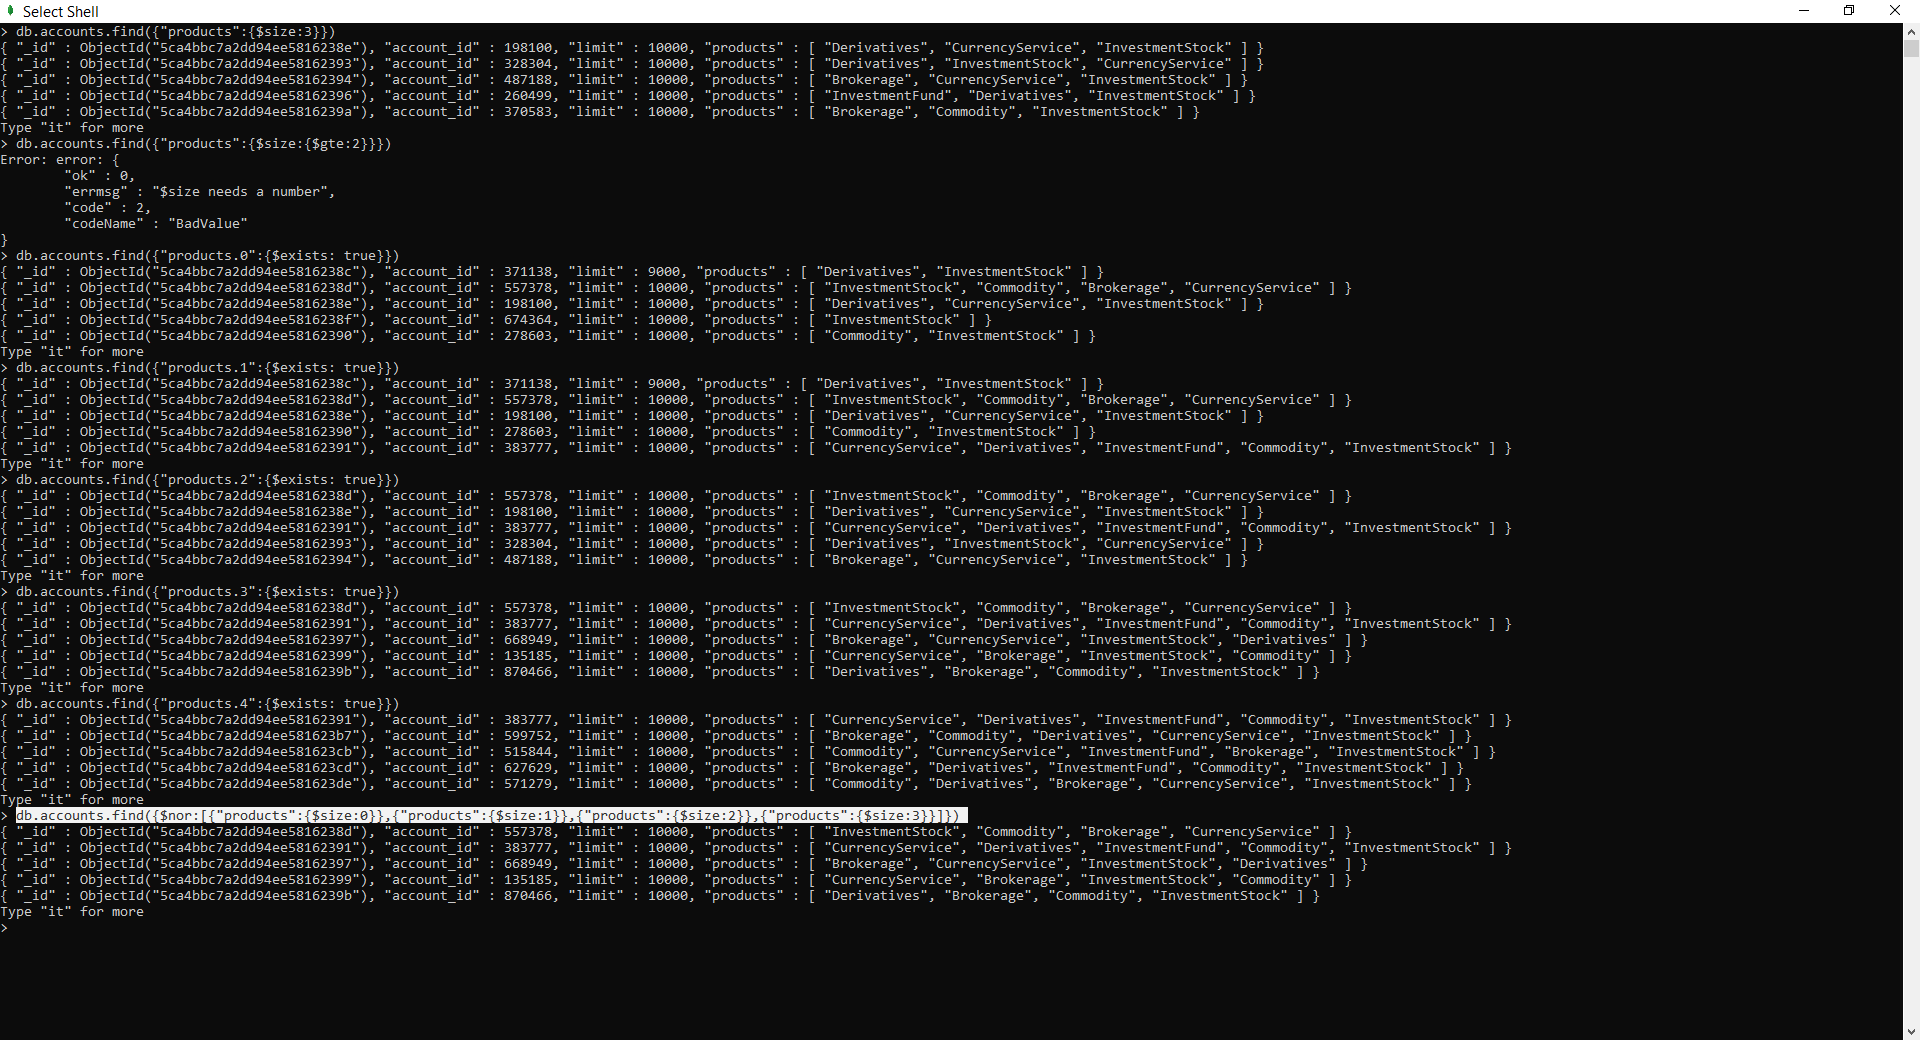 Select Shell
> db.accounts.find({"products":{$size:3}})
{ "_id" : ObjectId("5ca4bbc7a2dd94ee5816238e"), "account_id" : 198100, "limit" : 10000, "products" : [ "Derivatives", "CurrencyService", "InvestmentStock" ] }
{ "_id" : ObjectId("5ca4bbc7a2dd94ee58162393"), "account_id" : 328304, "limit" : 10000, "products" : [ "Derivatives", "InvestmentStock", "CurrencyService" ] }
{ "_id" : ObjectId("5ca4bbc7a2dd94ee58162394"), "account_id" : 487188, "limit" : 10000, "products" : [ "Brokerage", "CurrencyService", "InvestmentStock" ] }
{ "_id" : ObjectId("5ca4bbc7a2dd94ee58162396"), "account_id" : 260499, "limit" : 10000, "products" : [ "InvestmentFund", "Derivatives", "InvestmentStock" ] }
{ "_id" : ObjectId("5ca4bbc7a2dd94ee5816239a"), "account_id" : 370583, "limit" : 10000, "products" : [ "Brokerage", "Commodity", "InvestmentStock" ] }
Type "it" for more
> db.accounts.find({"products":{$size:{$gte:2}}})
Error: error: {
        "ok" : 0,
        "errmsg" : "$size needs a number",
        "code" : 2,
        "codeName" : "BadValue"
}
> db.accounts.find({"products.0":{$exists: true}})
{ "_id" : ObjectId("5ca4bbc7a2dd94ee5816238c"), "account_id" : 371138, "limit" : 9000, "products" : [ "Derivatives", "InvestmentStock" ] }
{ "_id" : ObjectId("5ca4bbc7a2dd94ee5816238d"), "account_id" : 557378, "limit" : 10000, "products" : [ "InvestmentStock", "Commodity", "Brokerage", "CurrencyService" ] }
{ "_id" : ObjectId("5ca4bbc7a2dd94ee5816238e"), "account_id" : 198100, "limit" : 10000, "products" : [ "Derivatives", "CurrencyService", "InvestmentStock" ] }
{ "_id" : ObjectId("5ca4bbc7a2dd94ee5816238f"), "account_id" : 674364, "limit" : 10000, "products" : [ "InvestmentStock" ] }
{ "_id" : ObjectId("5ca4bbc7a2dd94ee58162390"), "account_id" : 278603, "limit" : 10000, "products" : [ "Commodity", "InvestmentStock" ] }
Type "it" for more
> db.accounts.find({"products.1":{$exists: true}})
{ "_id" : ObjectId("5ca4bbc7a2dd94ee5816238c"), "account_id" : 371138, "limit" : 9000, "products" : [ "Derivatives", "InvestmentStock" ] }
{ "_id" : ObjectId("5ca4bbc7a2dd94ee5816238d"), "account_id" : 557378, "limit" : 10000, "products" : [ "InvestmentStock", "Commodity", "Brokerage", "CurrencyService" ] }
{ "_id" : ObjectId("5ca4bbc7a2dd94ee5816238e"), "account_id" : 198100, "limit" : 10000, "products" : [ "Derivatives", "CurrencyService", "InvestmentStock" ] }
{ "_id" : ObjectId("5ca4bbc7a2dd94ee58162390"), "account_id" : 278603, "limit" : 10000, "products" : [ "Commodity", "InvestmentStock" ] }
{ "_id" : ObjectId("5ca4bbc7a2dd94ee58162391"), "account_id" : 383777, "limit" : 10000, "products" : [ "CurrencyService", "Derivatives", "InvestmentFund", "Commodity", "InvestmentStock" ] }
Type "it" for more
> db.accounts.find({"products.2":{$exists: true}})
{ "_id" : ObjectId("5ca4bbc7a2dd94ee5816238d"), "account_id" : 557378, "limit" : 10000, "products" : [ "InvestmentStock", "Commodity", "Brokerage", "CurrencyService" ] }
{ "_id" : ObjectId("5ca4bbc7a2dd94ee5816238e"), "account_id" : 198100, "limit" : 10000, "products" : [ "Derivatives", "CurrencyService", "InvestmentStock" ] }
{ "_id" : ObjectId("5ca4bbc7a2dd94ee58162391"), "account_id" : 383777, "limit" : 10000, "products" : [ "CurrencyService", "Derivatives", "InvestmentFund", "Commodity", "InvestmentStock" ] }
{ "_id" : ObjectId("5ca4bbc7a2dd94ee58162393"), "account_id" : 328304, "limit" : 10000, "products" : [ "Derivatives", "InvestmentStock", "CurrencyService" ] }
{ "_id" : ObjectId("5ca4bbc7a2dd94ee58162394"), "account_id" : 487188, "limit" : 10000, "products" : [ "Brokerage", "CurrencyService", "InvestmentStock" ] }
Type "it" for more
> db.accounts.find({"products.3":{$exists: true}})
{ "_id" : ObjectId("5ca4bbc7a2dd94ee5816238d"), "account_id" : 557378, "limit" : 10000, "products" : [ "InvestmentStock", "Commodity", "Brokerage", "CurrencyService" ] }
{ "_id" : ObjectId("5ca4bbc7a2dd94ee58162391"), "account_id" : 383777, "limit" : 10000, "products" : [ "CurrencyService", "Derivatives", "InvestmentFund", "Commodity", "InvestmentStock" ] }
{ "_id" : ObjectId("5ca4bbc7a2dd94ee58162397"), "account_id" : 668949, "limit" : 10000, "products" : [ "Brokerage", "CurrencyService", "InvestmentStock", "Derivatives" ] }
{ "_id" : ObjectId("5ca4bbc7a2dd94ee58162399"), "account_id" : 135185, "limit" : 10000, "products" : [ "CurrencyService", "Brokerage", "InvestmentStock", "Commodity" ] }
{ "_id" : ObjectId("5ca4bbc7a2dd94ee5816239b"), "account_id" : 870466, "limit" : 10000, "products" : [ "Derivatives", "Brokerage", "Commodity", "InvestmentStock" ] }
Type "it" for more
> db.accounts.find({"products.4":{$exists: true}})
{ "_id" : ObjectId("5ca4bbc7a2dd94ee58162391"), "account_id" : 383777, "limit" : 10000, "products" : [ "CurrencyService", "Derivatives", "InvestmentFund", "Commodity", "InvestmentStock" ] }
{ "_id" : ObjectId("5ca4bbc7a2dd94ee581623b7"), "account_id" : 599752, "limit" : 10000, "products" : [ "Brokerage", "Commodity", "Derivatives", "CurrencyService", "InvestmentStock" ] }
{ "_id" : ObjectId("5ca4bbc7a2dd94ee581623cb"), "account_id" : 515844, "limit" : 10000, "products" : [ "Commodity", "CurrencyService", "InvestmentFund", "Brokerage", "InvestmentStock" ] }
{ "_id" : ObjectId("5ca4bbc7a2dd94ee581623cd"), "account_id" : 627629, "limit" : 10000, "products" : [ "Brokerage", "Derivatives", "InvestmentFund", "Commodity", "InvestmentStock" ] }
{ "_id" : ObjectId("5ca4bbc7a2dd94ee581623de"), "account_id" : 571279, "limit" : 10000, "products" : [ "Commodity", "Derivatives", "Brokerage", "CurrencyService", "InvestmentStock" ] }
Type "it" for more
> db.accounts.find({$nor:[{"products":{$size:0}},{"products":{$size:1}},{"products":{$size:2}},{"products":{$size:3}}]})
{ "_id" : ObjectId("5ca4bbc7a2dd94ee5816238d"), "account_id" : 557378, "limit" : 10000, "products" : [ "InvestmentStock", "Commodity", "Brokerage", "CurrencyService" ] }
{ "_id" : ObjectId("5ca4bbc7a2dd94ee58162391"), "account_id" : 383777, "limit" : 10000, "products" : [ "CurrencyService", "Derivatives", "InvestmentFund", "Commodity", "InvestmentStock" ] }
{ "_id" : ObjectId("5ca4bbc7a2dd94ee58162397"), "account_id" : 668949, "limit" : 10000, "products" : [ "Brokerage", "CurrencyService", "InvestmentStock", "Derivatives" ] }
{ "_id" : ObjectId("5ca4bbc7a2dd94ee58162399"), "account_id" : 135185, "limit" : 10000, "products" : [ "CurrencyService", "Brokerage", "InvestmentStock", "Commodity" ] }
{ "_id" : ObjectId("5ca4bbc7a2dd94ee5816239b"), "account_id" : 870466, "limit" : 10000, "products" : [ "Derivatives", "Brokerage", "Commodity", "InvestmentStock" ] }
Type "it" for more
>